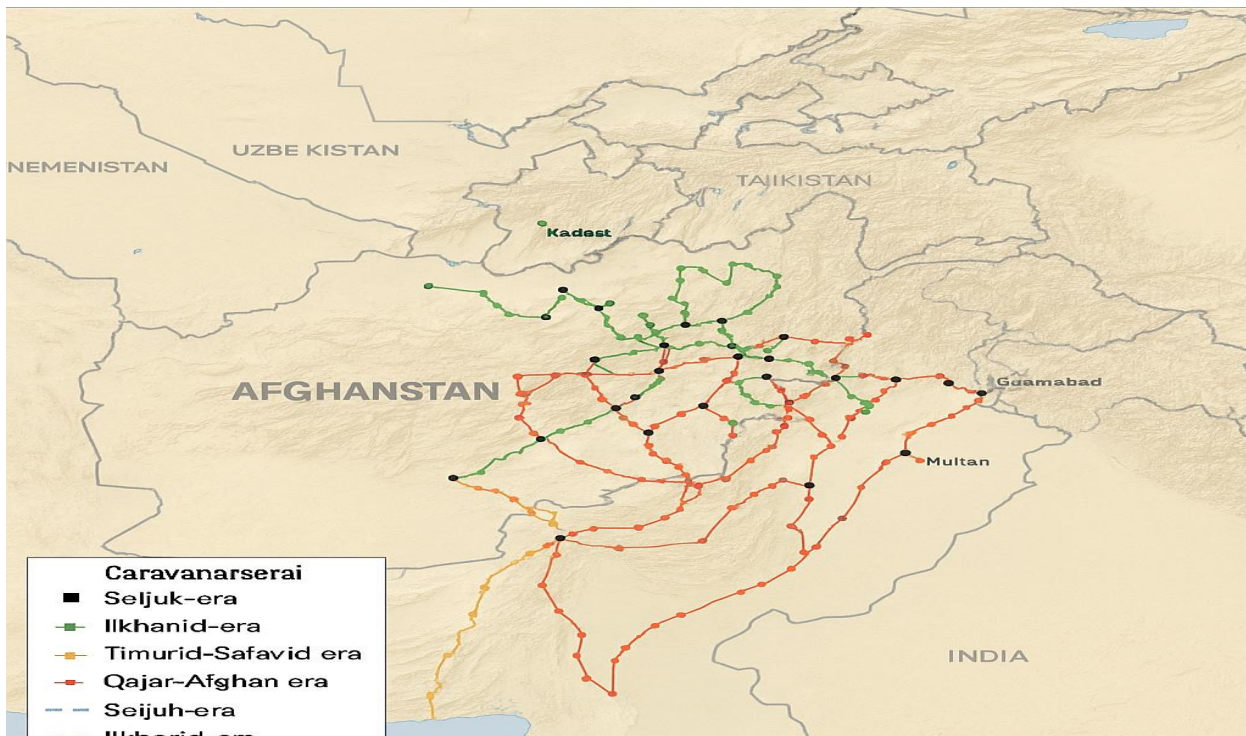 NEMENISTAN
UZBE KISTAN
TAJIKISTAN
Kadest
AFGHANSTAN
Guamabad
Multan
INDIA
Caravanarserai
Seljuk-era
Ilkhanid-era
Timurid-Safavid era
Qajar-Afghan era
Seijuh-era